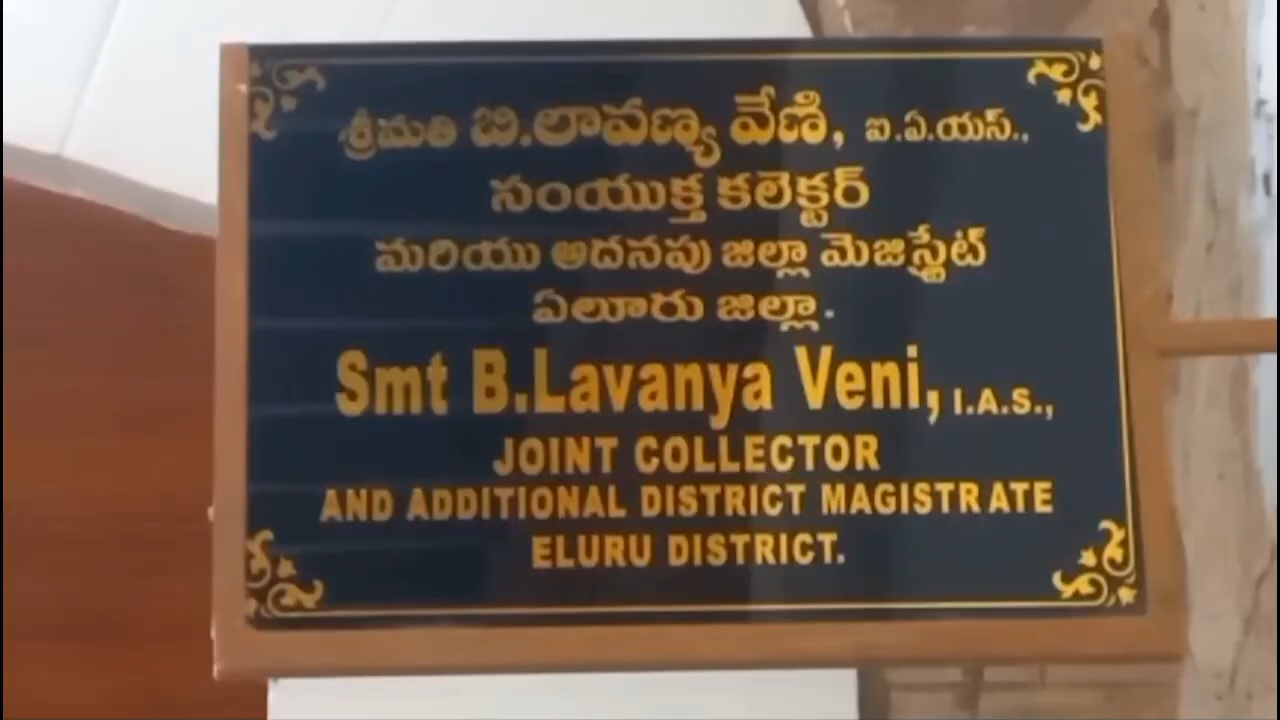 శ్రీమతి బి.లావణ్య వేణి, ఐ.ఏ.యస్.,
సంయుక్త కలెక్టర్
మరియు అదనపు జిల్లా మెజిస్ట్రేట్
ఏలూరు జిల్లా.
Smt B.Lavanya Veni, I.A.S.,
JOINT COLLECTOR
AND ADDITIONAL DISTRICT MAGISTRATE
ELURU DISTRICT.